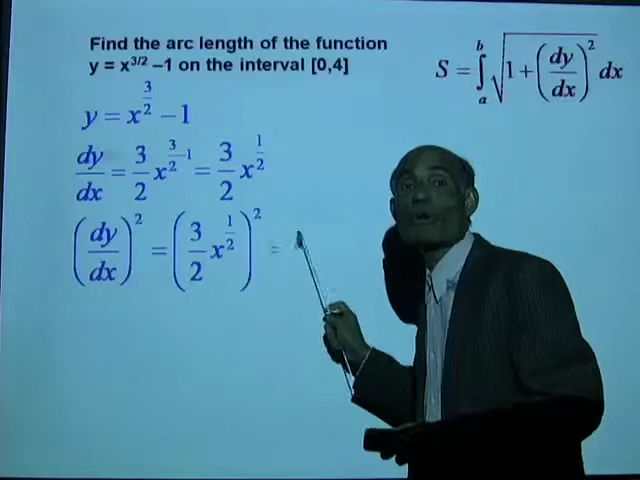 Find the arc length of the function
y = x^{3/2} –1 on the interval [0,4]
S = ∫_a^b √(1 + (dy/dx)^2) dx
y = x^{3/2} – 1
dy/dx = 3/2 x^{3/2 – 1} = 3/2 x^{1/2}
(dy/dx)^2 = (3/2 x^{1/2})^2 =